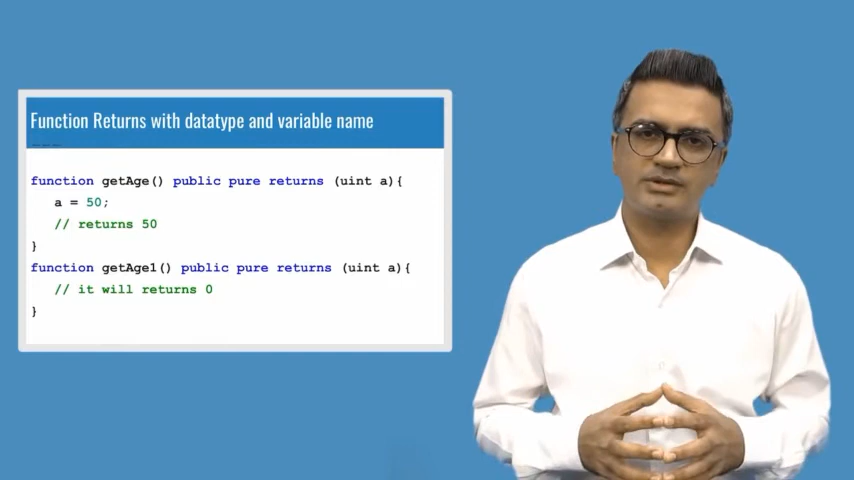 Function Returns with datatype and variable name
function getAge() public pure returns (uint a){
a = 50;
// returns 50
}
function getAge1() public pure returns (uint a){
// it will returns 0
}